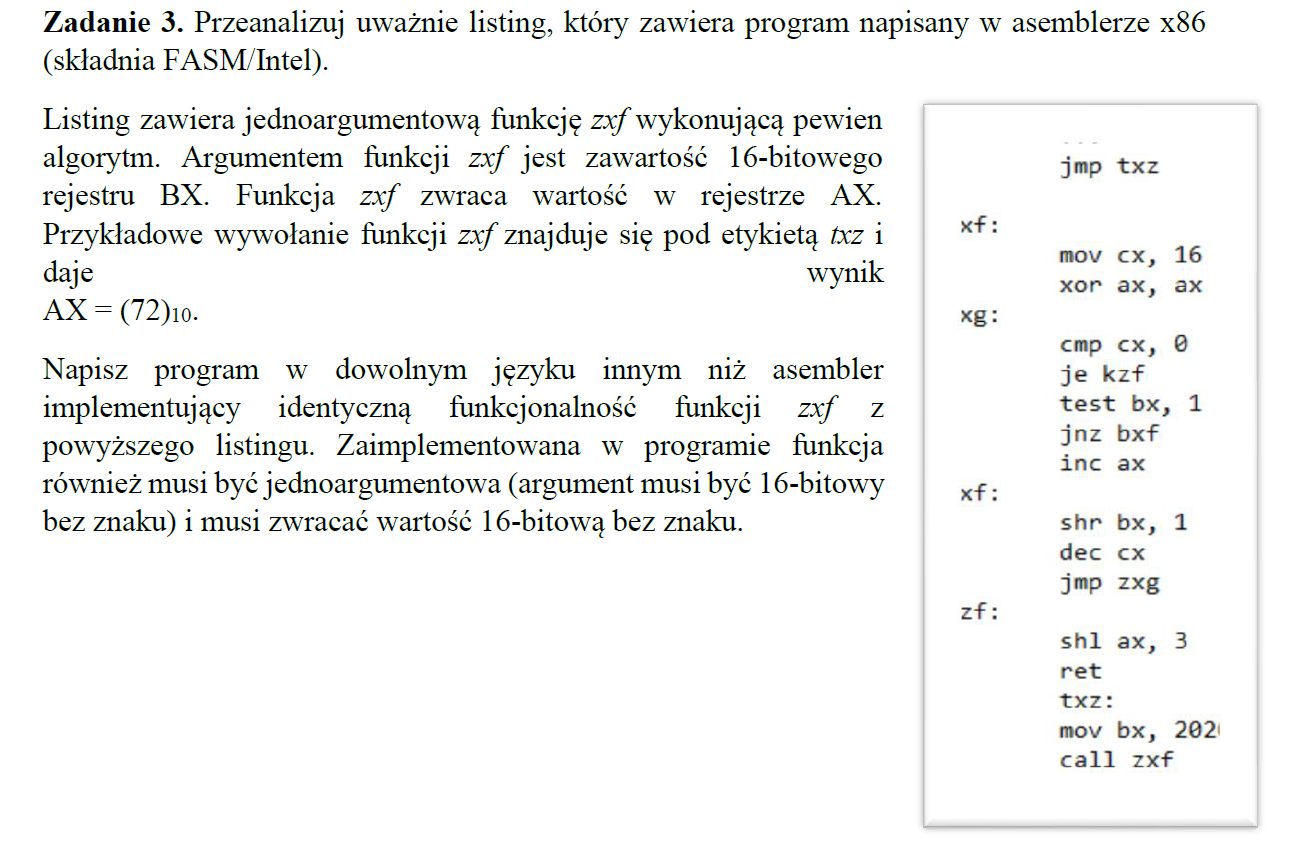 Zadanie 3. Przeanalizuj uważnie listing, który zawiera program napisany w asemblerze x86
(składnia FASM/Intel).
Listing zawiera jednoargumentową funkcję zxf wykonującą pewien
algorytm. Argumentem funkcji zxf jest zawartość 16-bitowego
rejestru BX. Funkcja zxf zwraca wartość w rejestrze AX.
Przykładowe wywołanie funkcji zxf znajduje się pod etykietą txz i
daje wynik
AX = (72)10.
Napisz program w dowolnym języku innym niż asembler
implementujący identyczną funkcjonalność funkcji zxf z
powyższego listingu. Zaimplementowana w programie funkcja
również musi być jednoargumentowa (argument musi być 16-bitowy
bez znaku) i musi zwracać wartość 16-bitową bez znaku.
jmp txz
xf:
mov cx, 16
xor ax, ax
xg:
cmp cx, 0
je kzf
test bx, 1
jnz bxf
inc ax
xf:
shr bx, 1
dec cx
jmp zxg
zf:
shl ax, 3
ret
txz:
mov bx,
call zxf